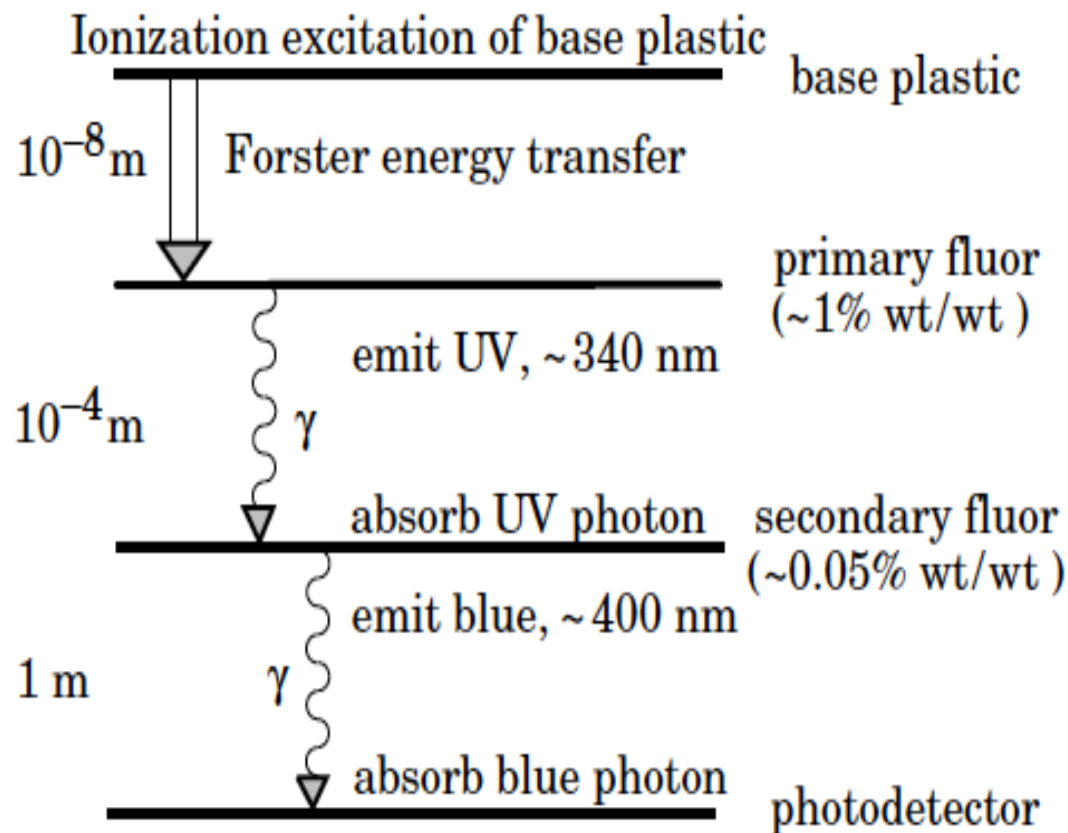 Ionization excitation of base plastic
base plastic
10⁻⁸ m
Forster energy transfer
primary fluor
(~1% wt/wt )
emit UV, ~340 nm
10⁻⁴ m
γ
absorb UV photon
secondary fluor
(~0.05% wt/wt )
emit blue, ~400 nm
1 m
γ
absorb blue photon
photodetector